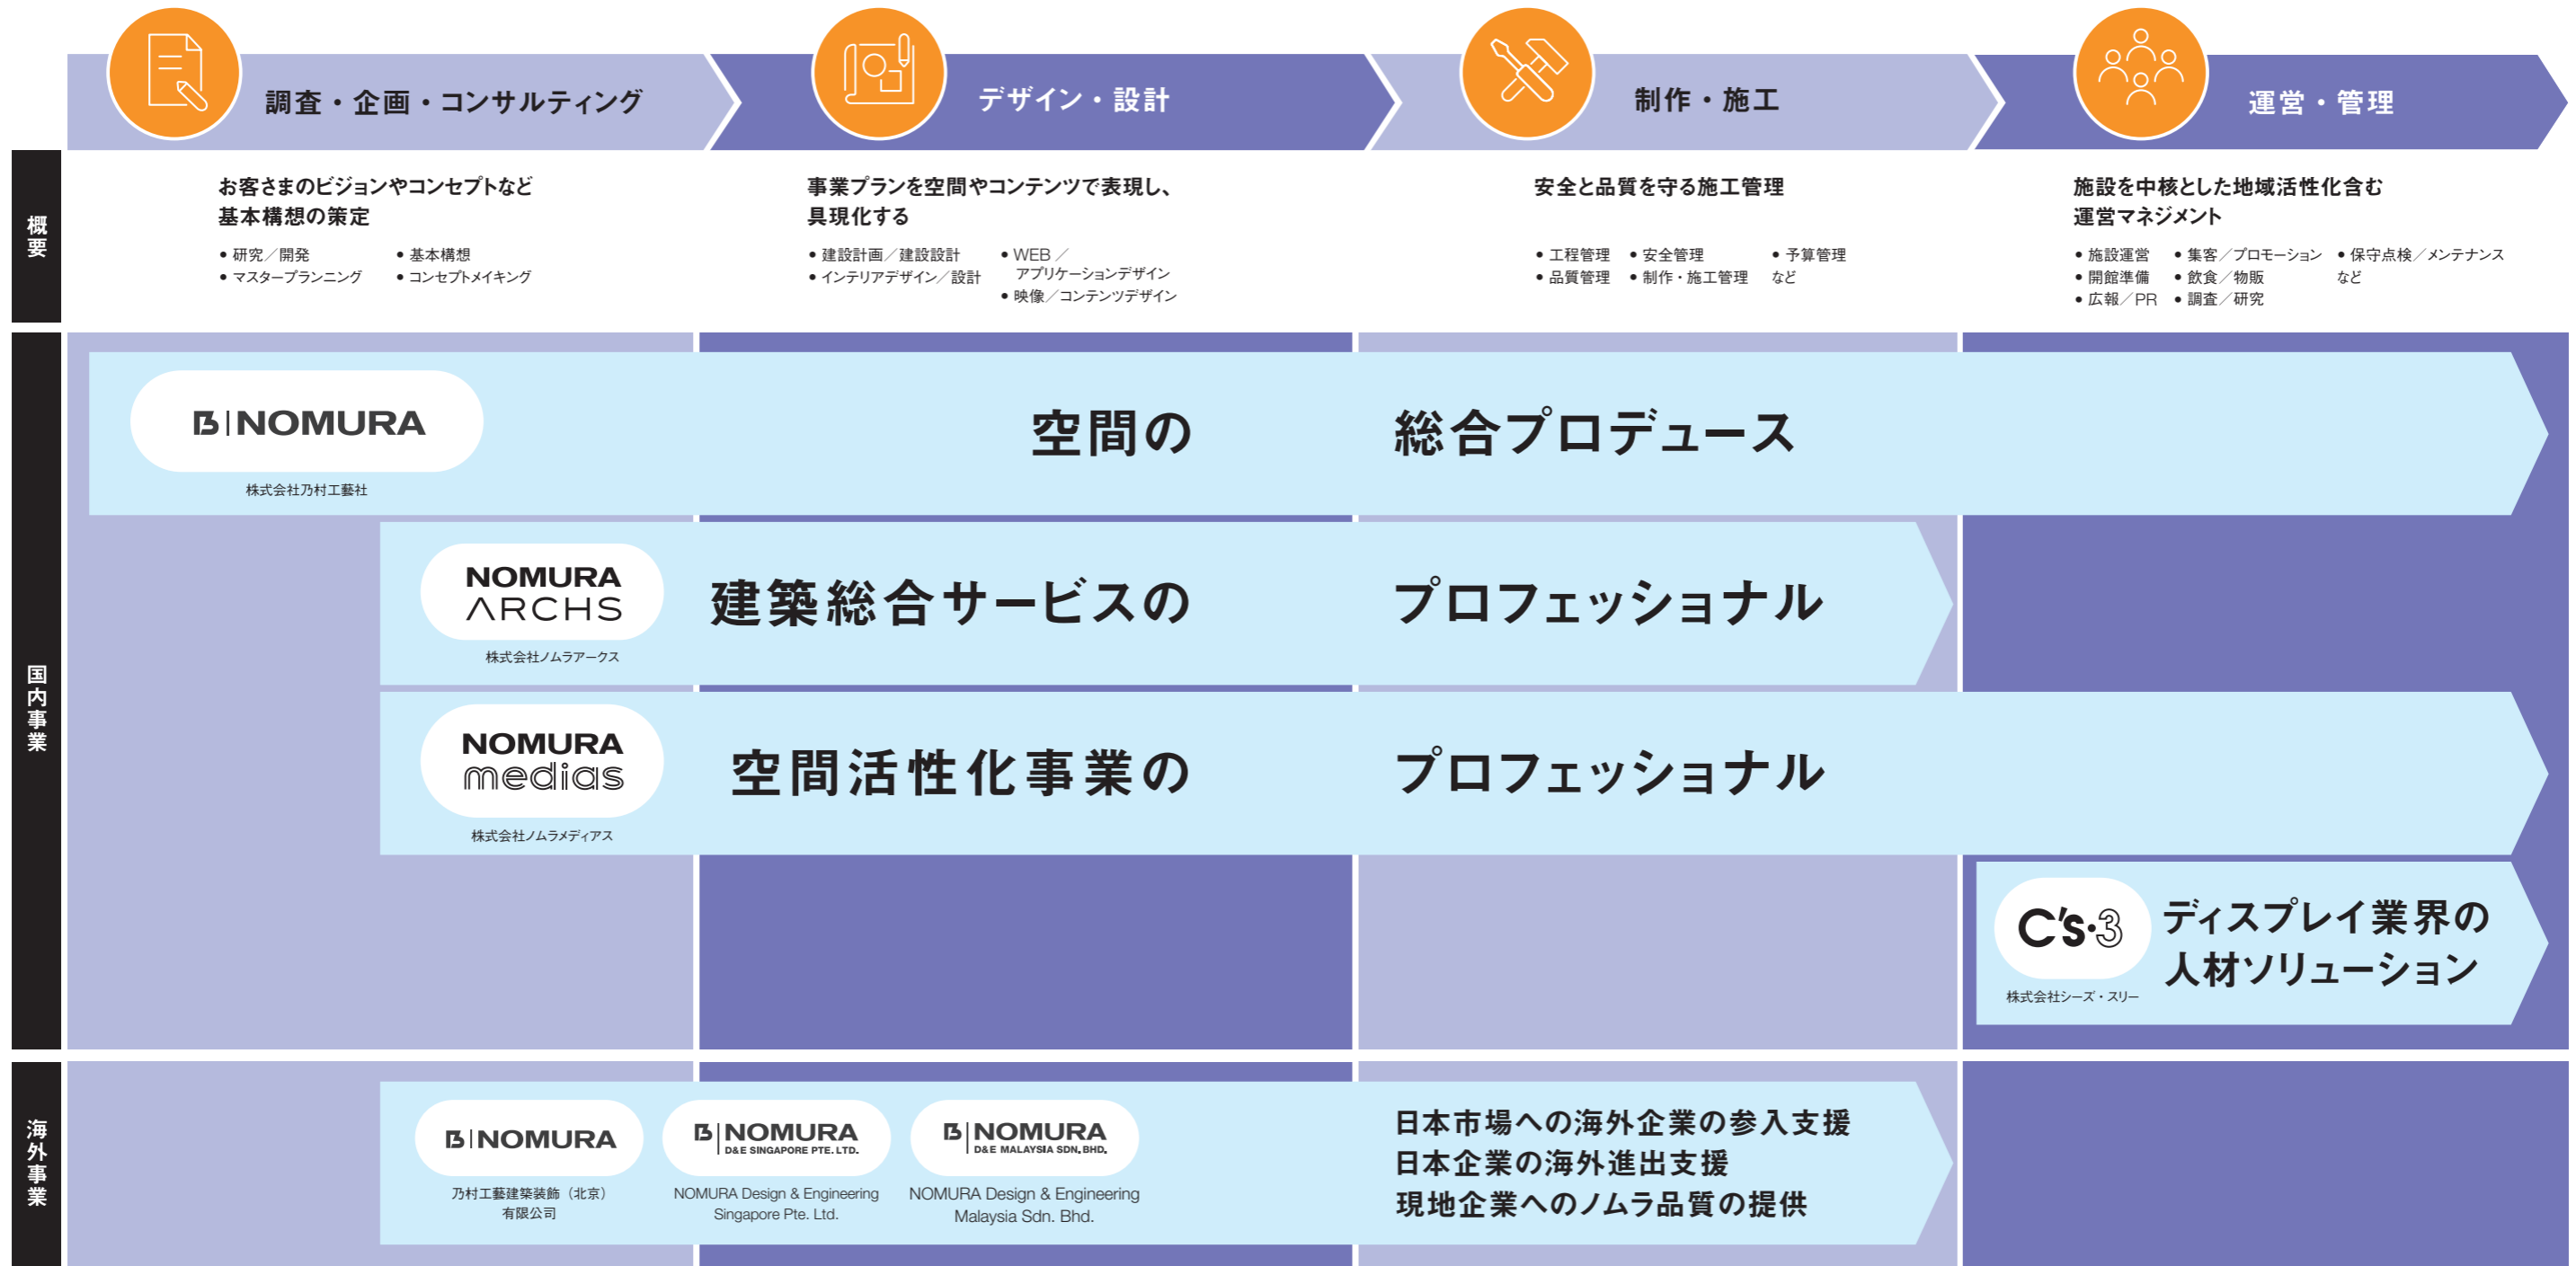 調査・企画・コンサルティング
デザイン・設計
制作・施工
運営・管理
概要
お客さまのビジョンやコンセプトなど
基本構想の策定
• 研究／開発
• マスタープランニング
• 基本構想
• コンセプトメイキング
事業プランを空間やコンテンツで表現し、
具現化する
• 建設計画／建設設計
• インテリアデザイン／設計
• WEB／
アプリケーションデザイン
• 映像／コンテンツデザイン
安全と品質を守る施工管理
• 工程管理
• 品質管理
• 安全管理
• 制作・施工管理
• 予算管理
など
施設を中核とした地域活性化含む
運営マネジメント
• 施設運営
• 開館準備
• 広報／PR
• 集客／プロモーション
• 飲食／物販
• 調査／研究
• 保守点検／メンテナンス
など
国内事業
NOMURA
株式会社乃村工藝社
空間の 総合プロデュース
NOMURA
ARCHS
株式会社ノムラアークス
建築総合サービスの プロフェッショナル
NOMURA
medias
株式会社ノムラメディアス
空間活性化事業の プロフェッショナル
C's・3
株式会社シーズ・スリー
ディスプレイ業界の
人材ソリューション
海外事業
NOMURA
乃村工藝建築装飾（北京）
有限公司
NOMURA
D&E SINGAPORE PTE. LTD.
NOMURA Design & Engineering
Singapore Pte. Ltd.
NOMURA
D&E MALAYSIA SDN. BHD.
NOMURA Design & Engineering
Malaysia Sdn. Bhd.
日本市場への海外企業の参入支援
日本企業の海外進出支援
現地企業へのノムラ品質の提供